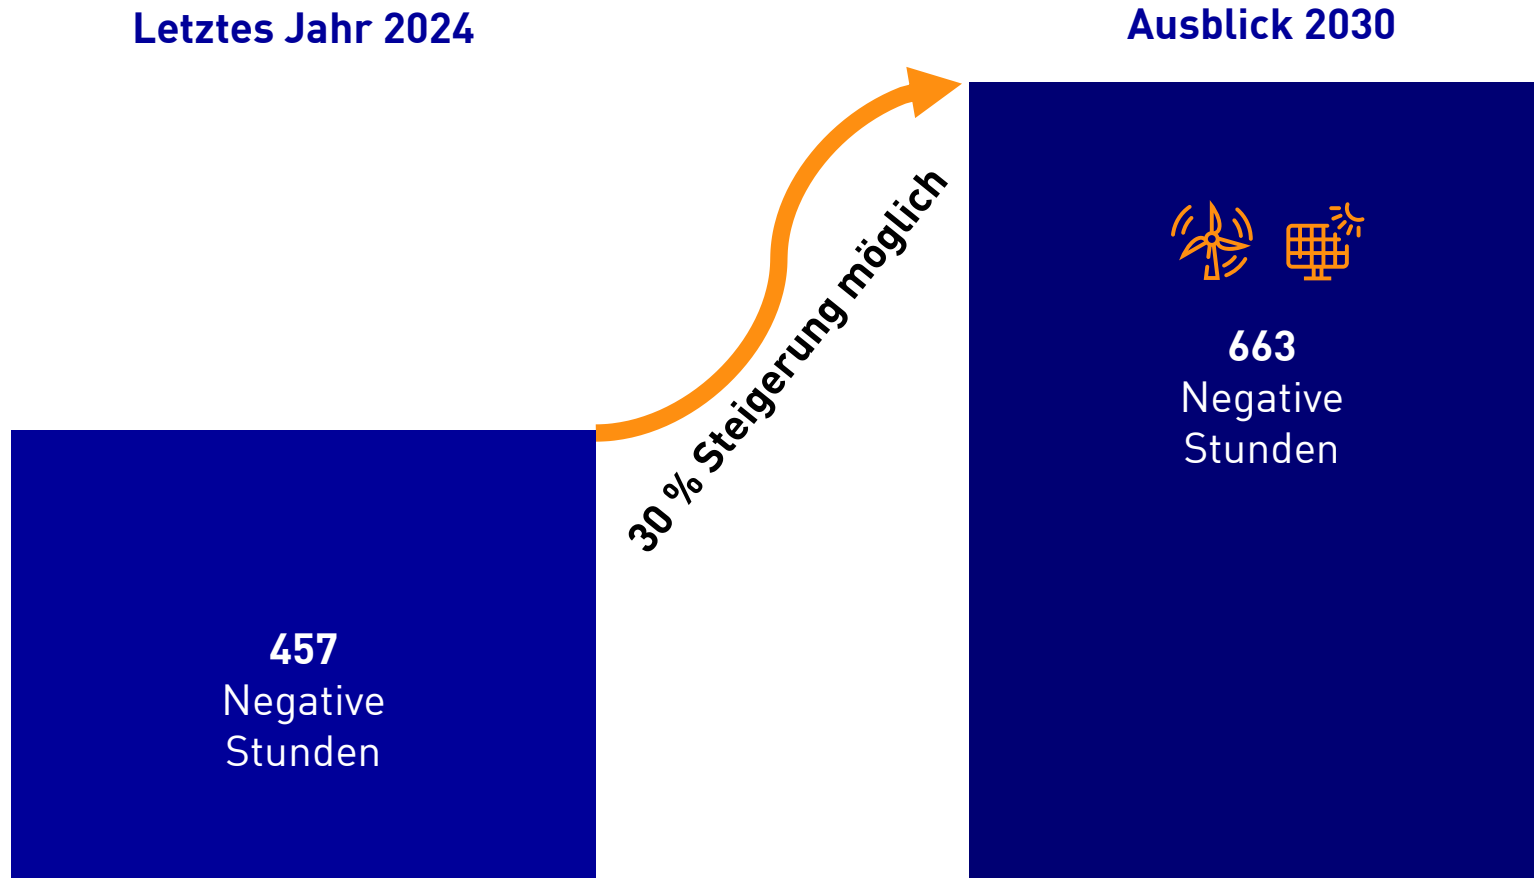 Letztes Jahr 2024
Ausblick 2030
30 % Steigerung möglich
663
Negative
Stunden
457
Negative
Stunden